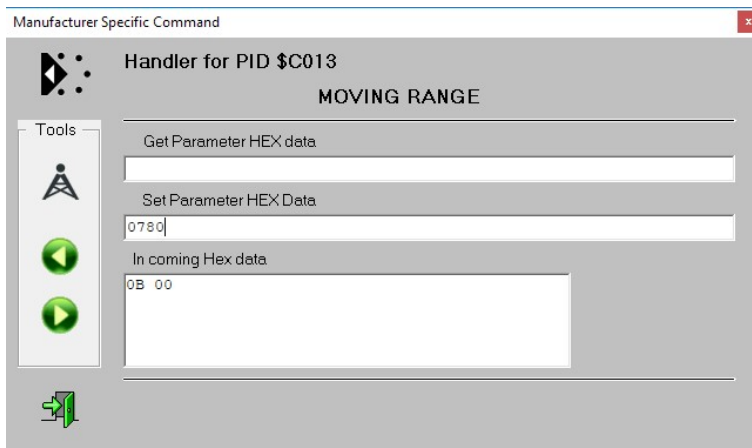 Manufacturer Specific Command
x
Handler for PID $C013
MOVING RANGE
Tools
Get Parameter HEX data
Set Parameter HEX Data
0780
In coming Hex data
0B 00